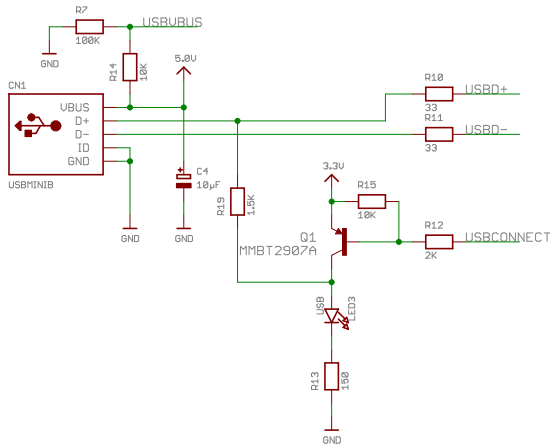 R7
USBVBUS
100K
GND
R14
10K
5.0V
CN1
VBUS
D+
D-
ID
GND
USBMINIB
R10
USBD+
33
R11
USBD-
33
C4
10µF
GND
GND
R19
1.5K
3.3V
R15
10K
Q1
MMBT2907A
R12
USBCONNECT
2K
USB
LED3
R13
150
GND